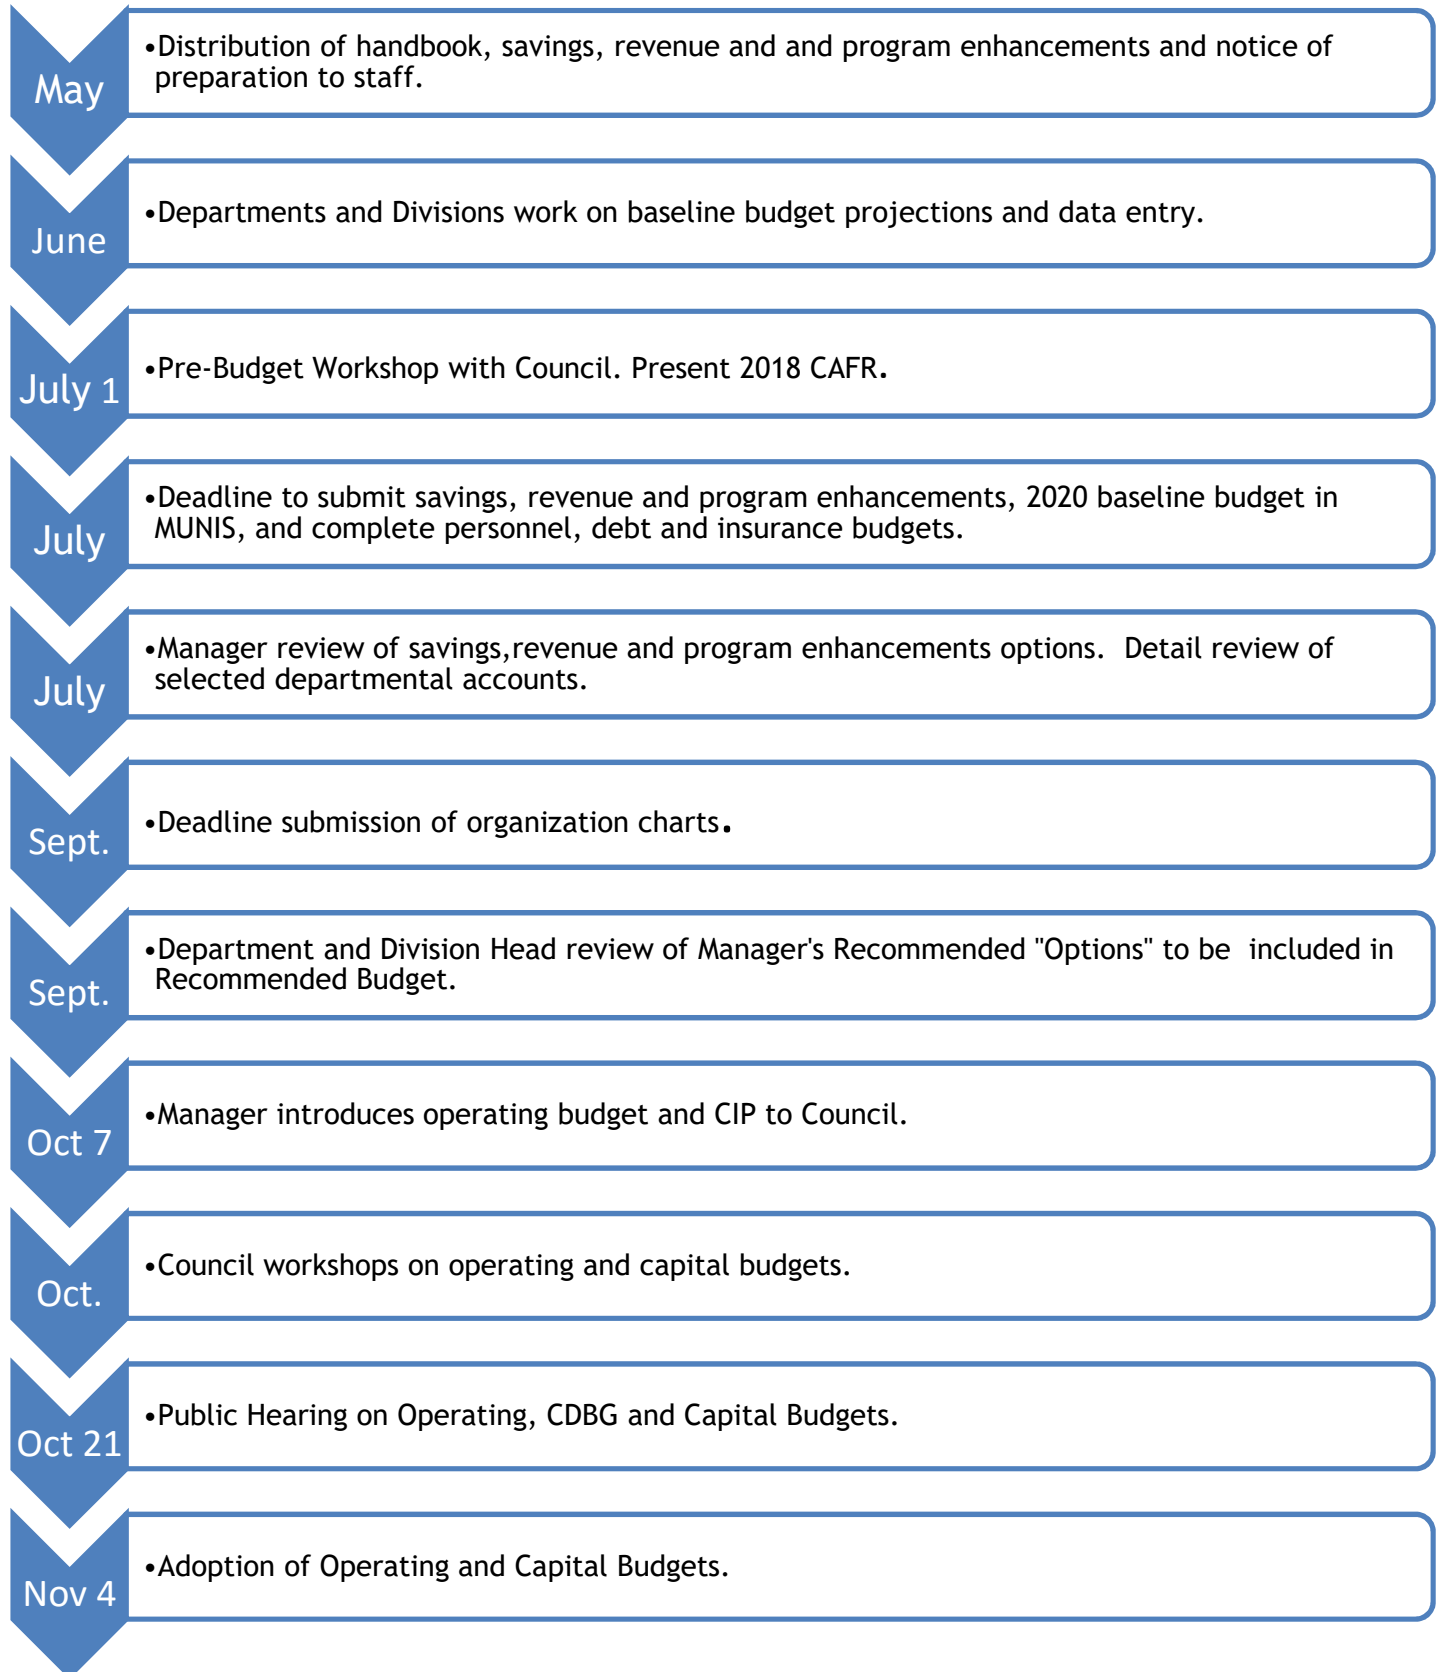 May
•Distribution of handbook, savings, revenue and and program enhancements and notice of
preparation to staff.
June
•Departments and Divisions work on baseline budget projections and data entry.
July 1
•Pre-Budget Workshop with Council. Present 2018 CAFR.
July
•Deadline to submit savings, revenue and program enhancements, 2020 baseline budget in
MUNIS, and complete personnel, debt and insurance budgets.
July
•Manager review of savings,revenue and program enhancements options.  Detail review of
selected departmental accounts.
Sept.
•Deadline submission of organization charts.
Sept.
•Department and Division Head review of Manager's Recommended "Options" to be  included in
Recommended Budget.
Oct 7
•Manager introduces operating budget and CIP to Council.
Oct.
•Council workshops on operating and capital budgets.
Oct 21
•Public Hearing on Operating, CDBG and Capital Budgets.
Nov 4
•Adoption of Operating and Capital Budgets.